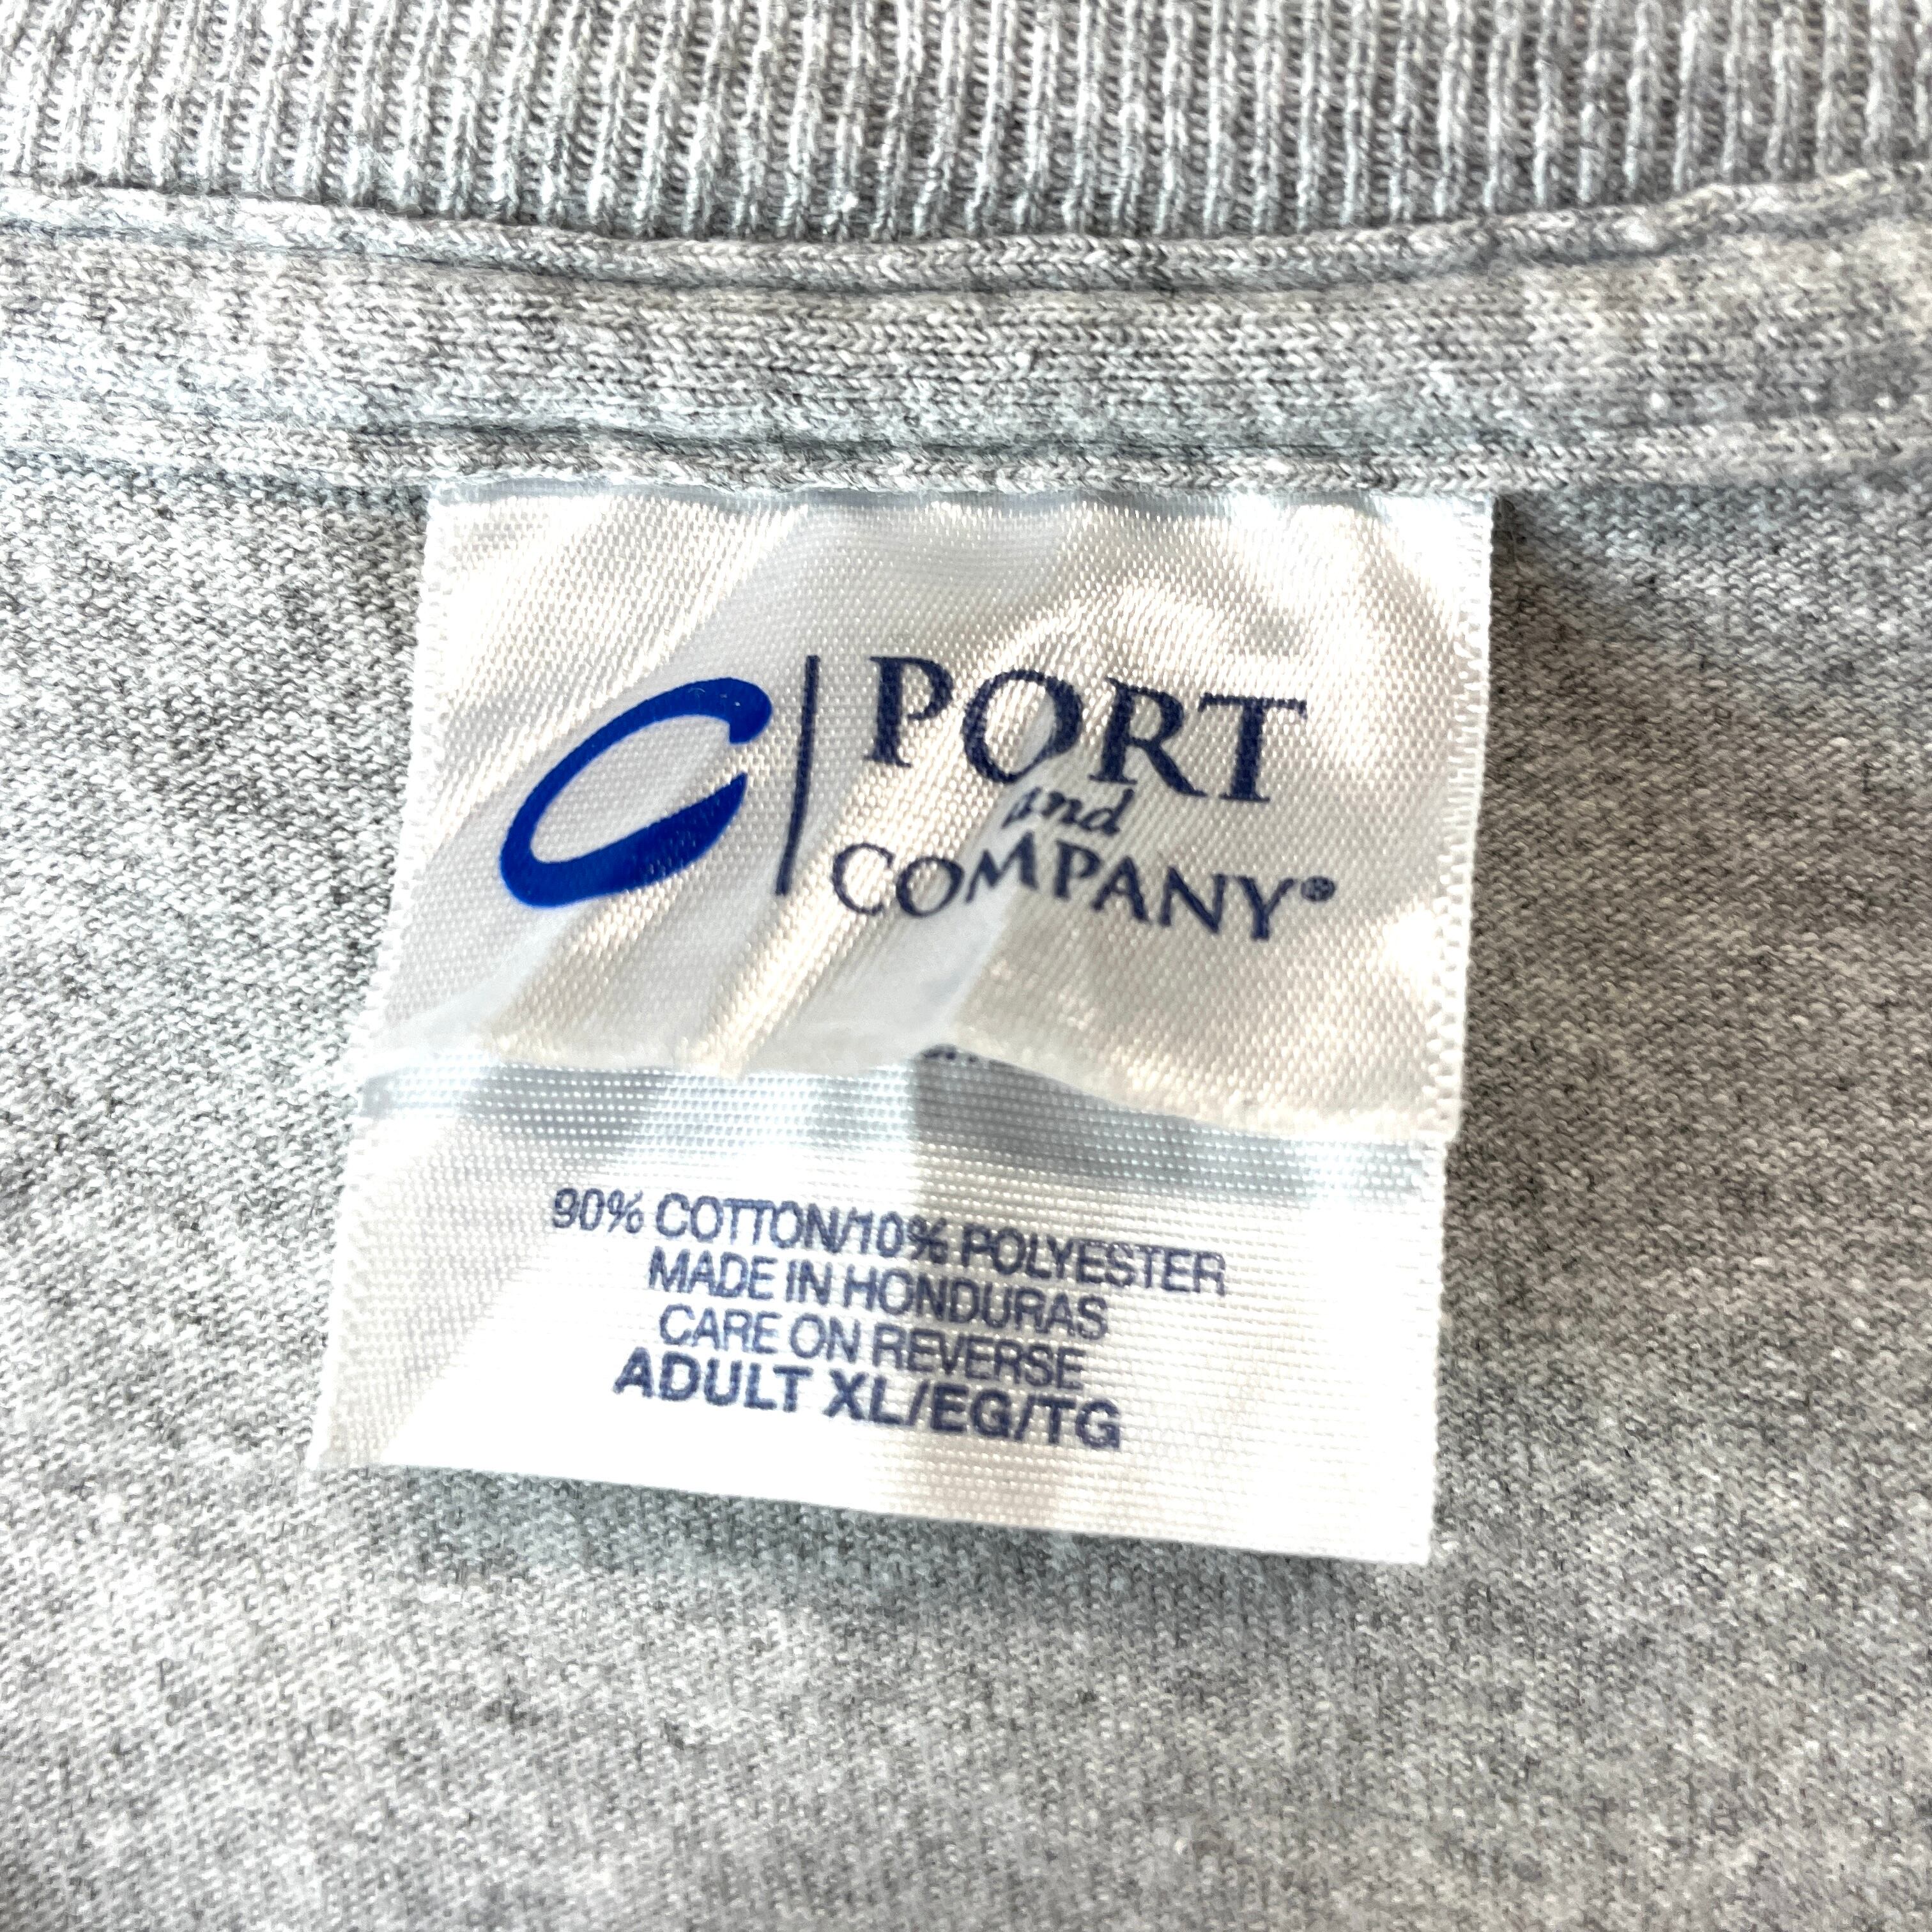 C
PORT
and
COMPANY®
90% COTTON/10% POLYESTER
MADE IN HONDURAS
CARE ON REVERSE
ADULT XL/EG/TG